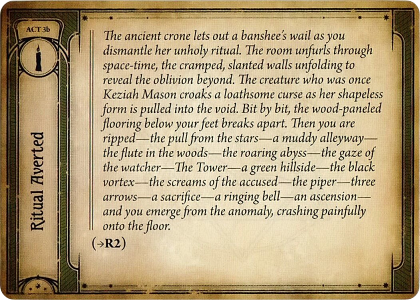 ACT 3b
Ritual Averted
The ancient crone lets out a banshee's wail as you
dismantle her unholy ritual. The room unfurls through
space-time, the cramped, slanted walls unfolding to
reveal the oblivion beyond. The creature who was once
Keziah Mason croaks a loathsome curse as her shapeless
form is pulled into the void. Bit by bit, the wood-paneled
flooring below your feet breaks apart. Then you are
ripped—the pull from the stars—a muddy alleyway—
the flute in the woods—the roaring abyss—the gaze of
the watcher—The Tower—a green hillside—the black
vortex—the screams of the accused—the piper—three
arrows—a sacrifice—a ringing bell—an ascension—
and you emerge from the anomaly, crashing painfully
onto the floor.
(→R2)